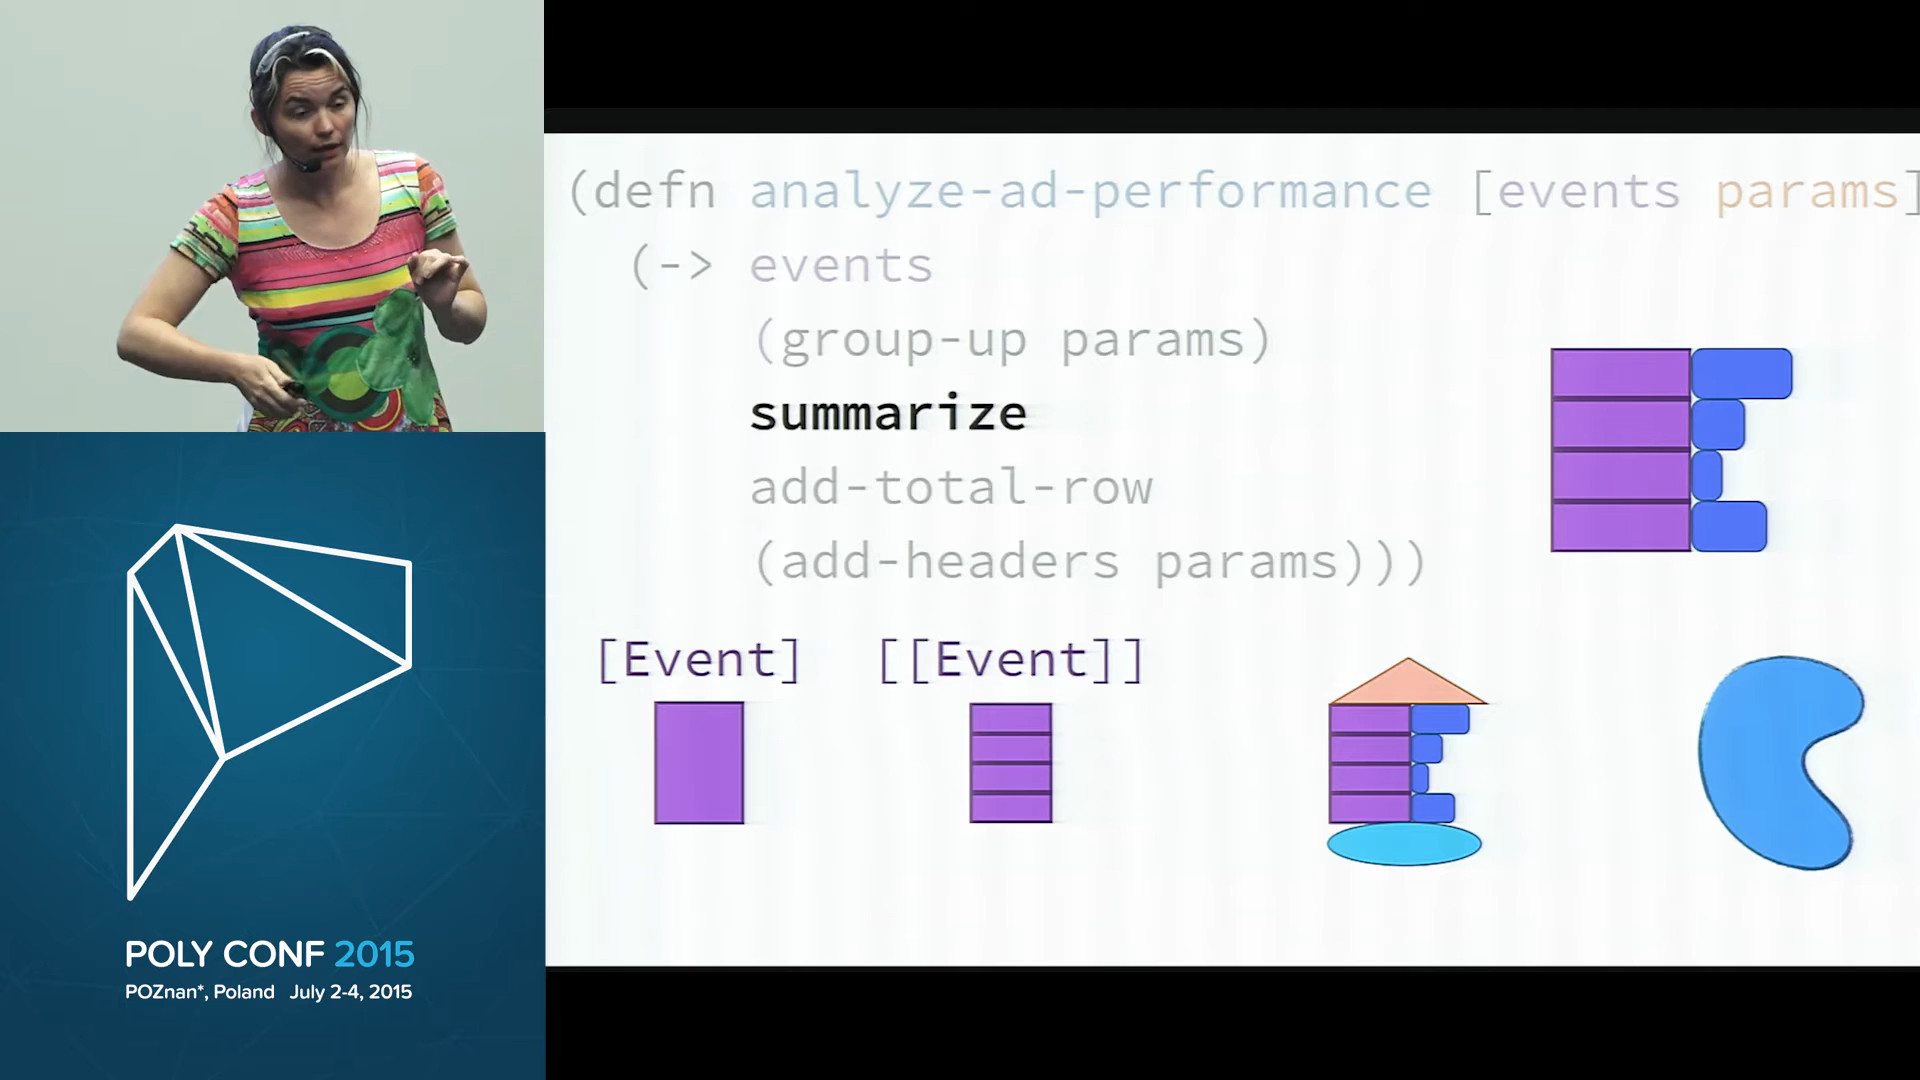 (defn analyze-ad-performance [events params]
(-> events
(group-up params)
summarize
add-total-row
(add-headers params)))
[Event] [[Event]]
POLY CONF 2015
POZnan*, Poland July 2-4, 2015